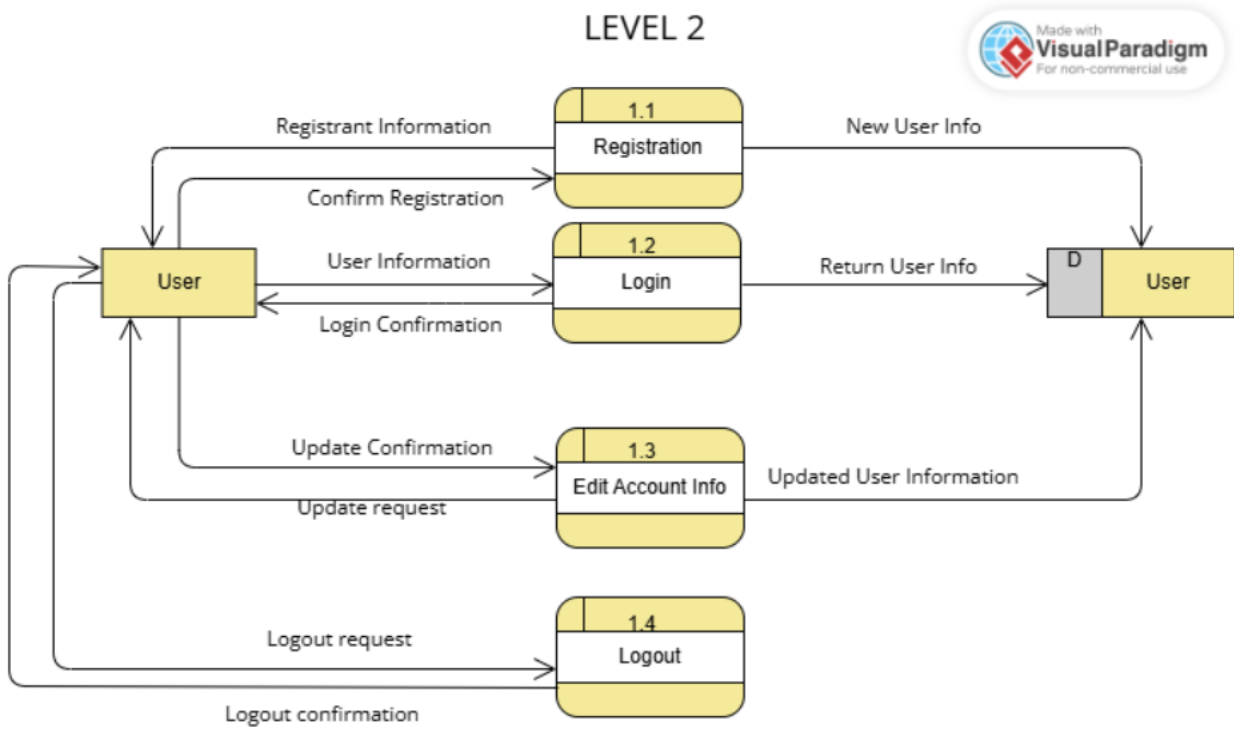 LEVEL 2
Made with
VisualParadigm
For non-commercial use
1.1
Registration
Registrant Information
New User Info
Confirm Registration
1.2
Login
User Information
Return User Info
Login Confirmation
User
D
User
Update Confirmation
1.3
Edit Account Info
Updated User Information
Update request
1.4
Logout
Logout request
Logout confirmation